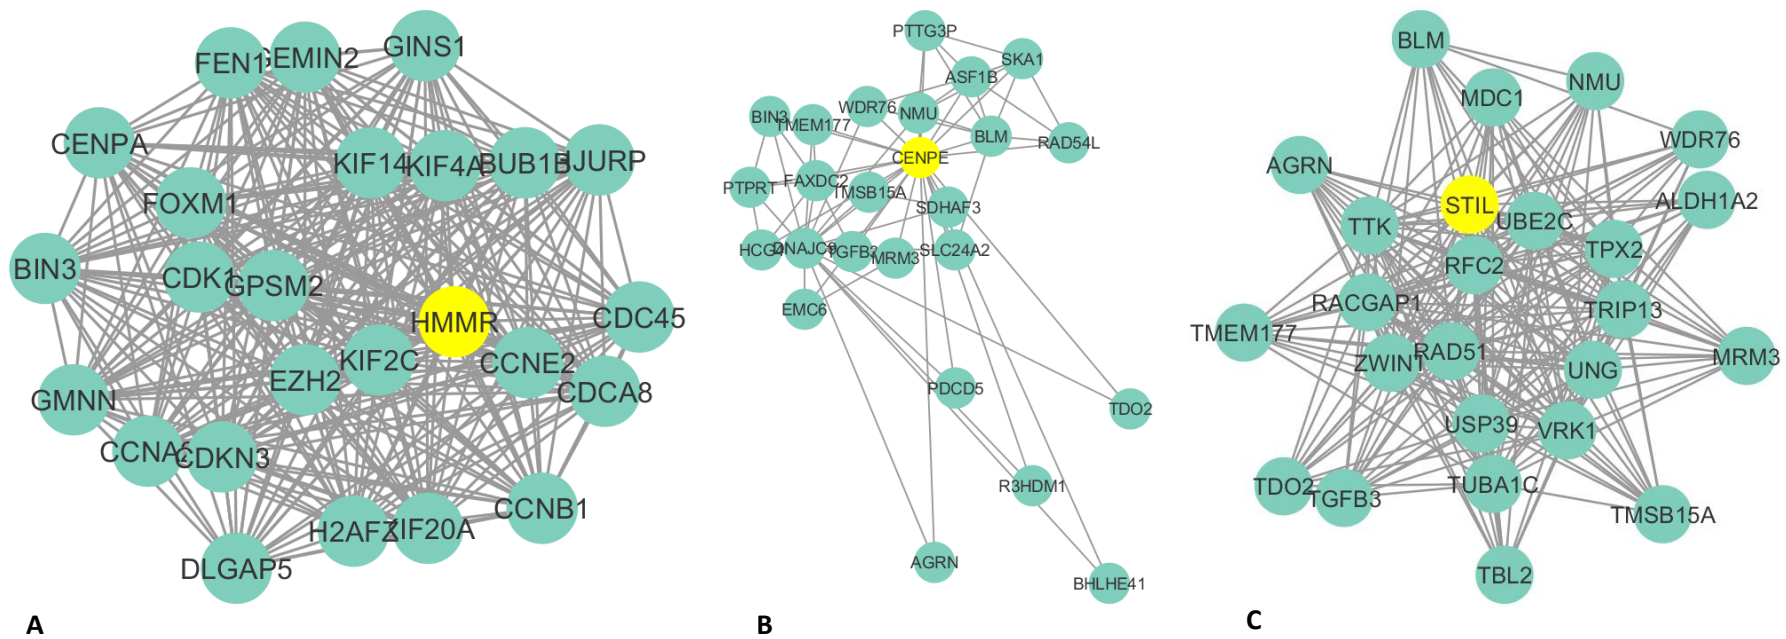 FEN1
GEMIN2
GINS1
CENPA
KIF14
KIF4A
BUB1B
HJURP
FOXM1
BIN3
CDK1
GPSM2
HMMR
CDC45
KIF2C
CCNE2
EZH2
CDCA8
GMNN
CCNA2
CDKN3
CCNB1
H2AFZ
KIF20A
DLGAP5
A
PTTG3P
SKA1
ASF1B
WDR76
NMU
BIN3
TMEM177
BLM
RAD54L
CENPE
PTPRT
FAXDC2
TMSB15A
SDHAF3
HCG4
DNAJC9
TGFB3
MRM3
SLC24A2
EMC6
PDCD5
TDO2
R3HDM1
AGRN
BHLHE41
B
BLM
MDC1
NMU
WDR76
AGRN
STIL
UBE2C
ALDH1A2
TTK
RFC2
TPX2
RACGAP1
TRIP13
TMEM177
ZWINT
RAD51
UNG
MRM3
USP39
VRK1
TDO2
TGFB3
TUBA1C
TMSB15A
TBL2
C